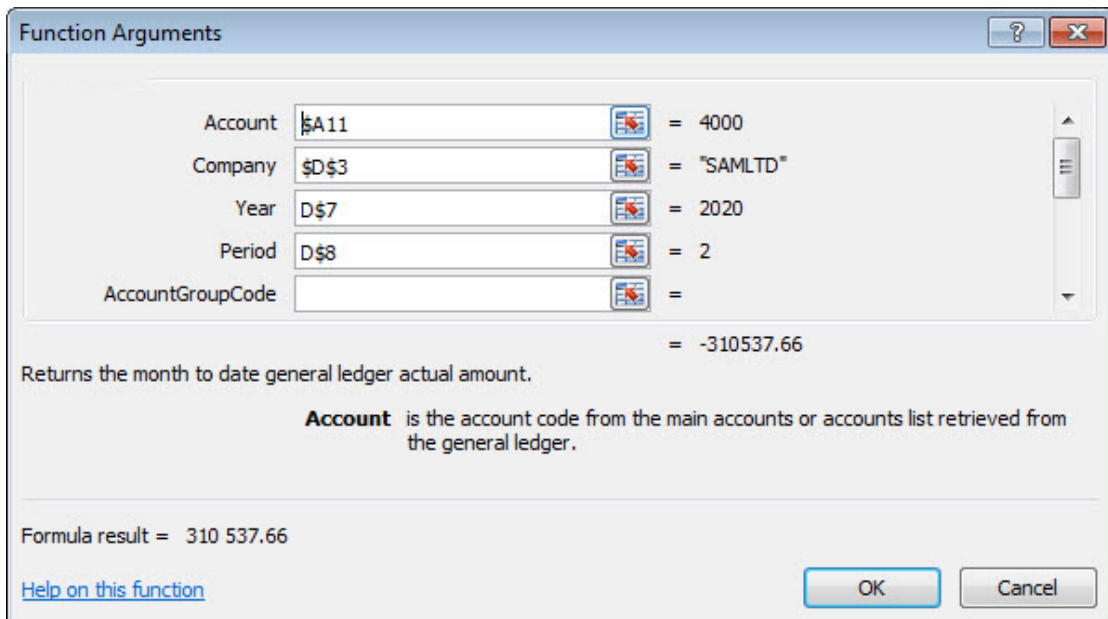 Function Arguments
Account $A11 = 4000
Company $D$3 = "SAMLTD"
Year D$7 = 2020
Period D$8 = 2
AccountGroupCode =
= -310537.66
Returns the month to date general ledger actual amount.
Account is the account code from the main accounts or accounts list retrieved from
the general ledger.
Formula result = 310 537.66
Help on this function OK Cancel